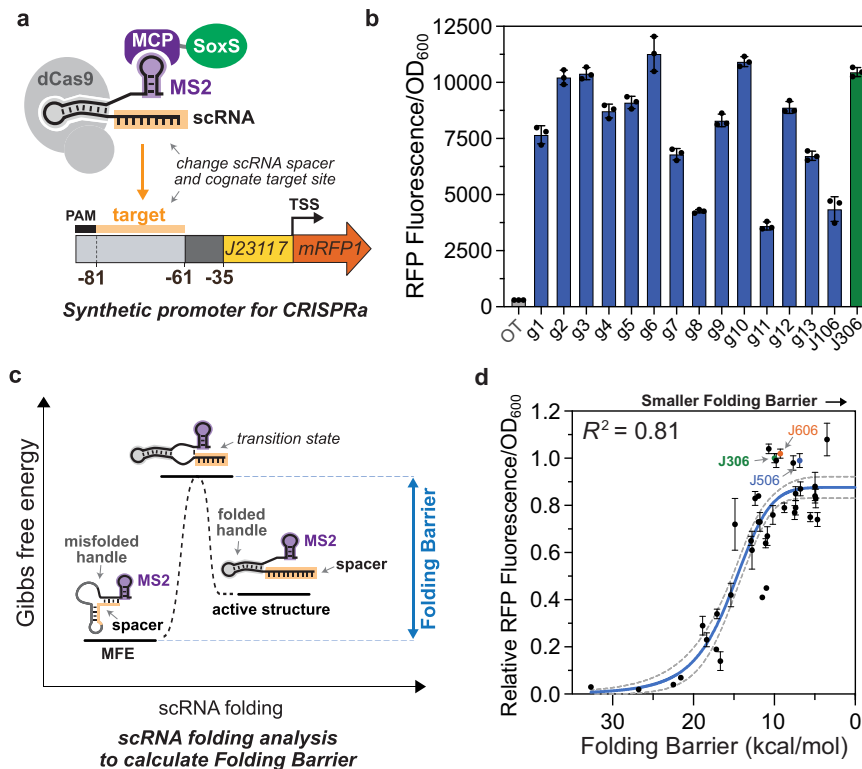 a
MCP
SoxS
dCas9
MS2
scRNA
change scRNA spacer
and cognate target site
PAM
target
TSS
J23117
mRFP1
-81
-61
-35
Synthetic promoter for CRISPRa
b
RFP Fluorescence/OD600
12500
10000
7500
5000
2500
0
OT
g1
g2
g3
g4
g5
g6
g7
g8
g9
g10
g11
g12
g13
J106
J306
c
Gibbs free energy
transition state
misfolded
handle
MS2
spacer
MFE
folded
handle
MS2
spacer
active structure
Folding Barrier
scRNA folding
scRNA folding analysis
to calculate Folding Barrier
d
Smaller Folding Barrier →
Relative RFP Fluorescence/OD600
1.2
1.0
0.8
0.6
0.4
0.2
0.0
R² = 0.81
J606
J306
J506
30
20
10
0
Folding Barrier (kcal/mol)